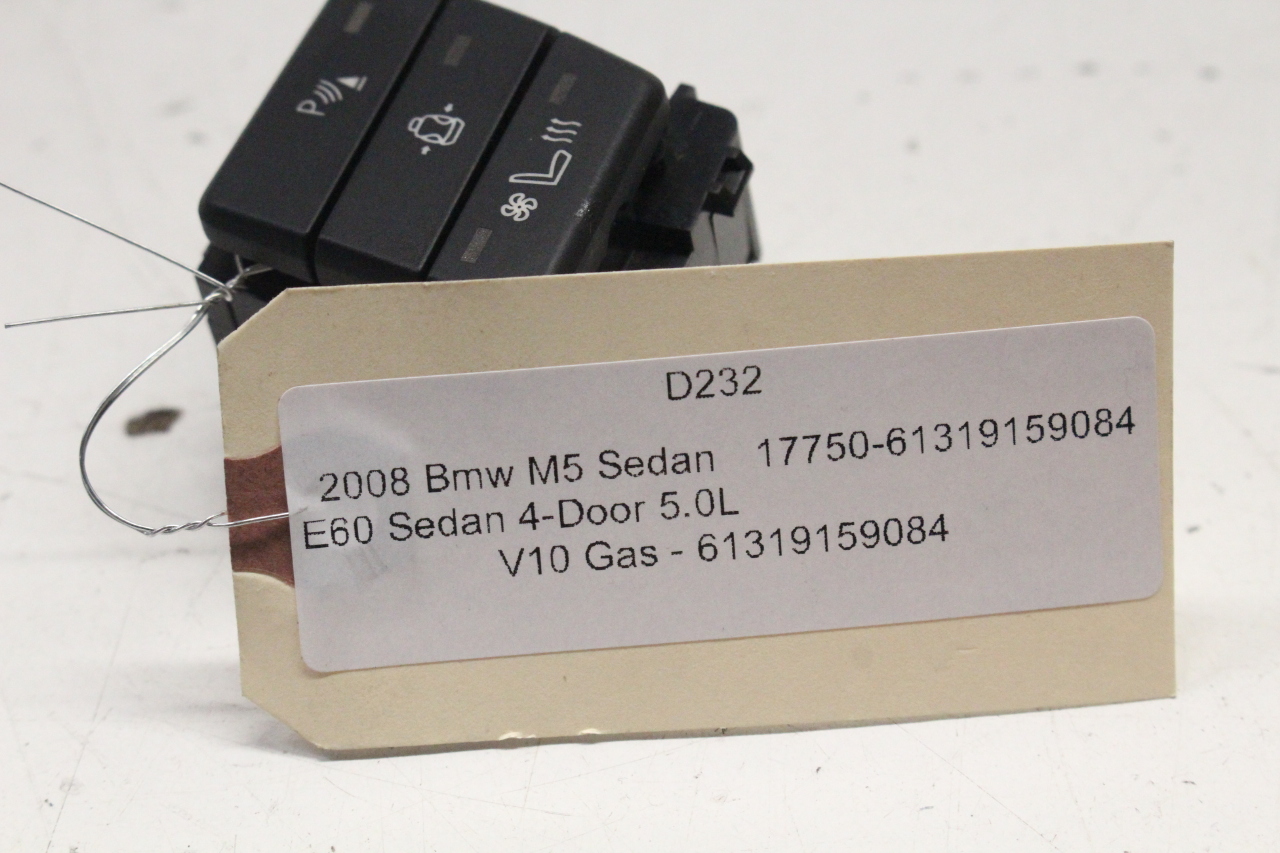 P
D232
2008 Bmw M5 Sedan 17750-61319159084
E60 Sedan 4-Door 5.0L
V10 Gas - 61319159084